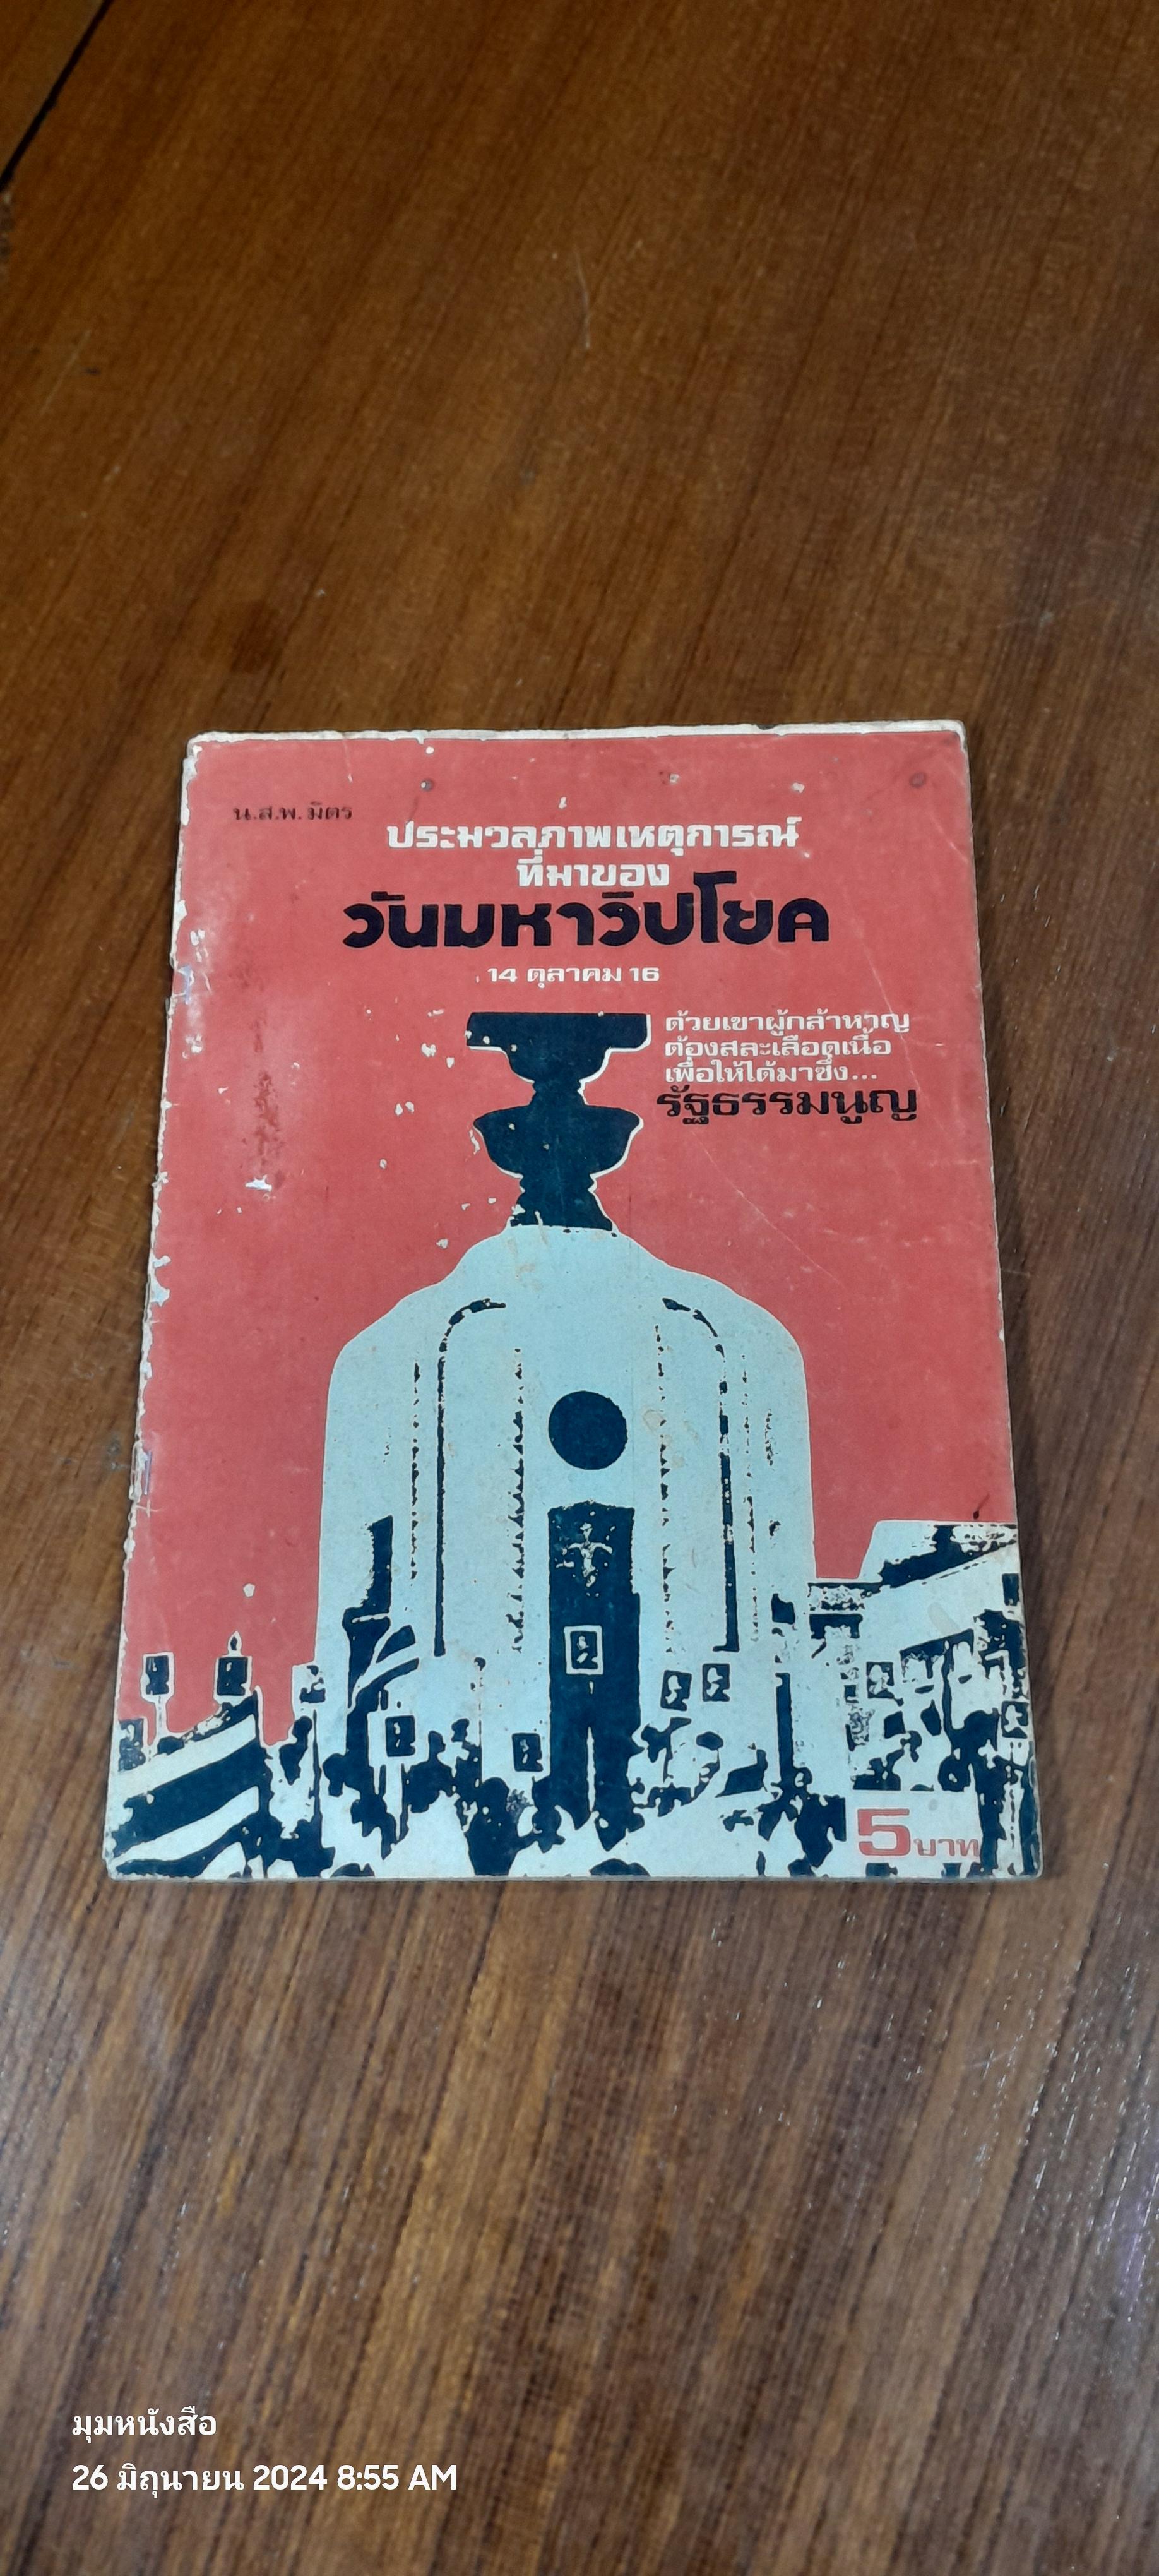 น.ส.พ. มิตร
ประมวลภาพเหตุการณ์
ที่มาของ
วันมหาวิปโยค
14 ตุลาคม 16
ด้วยเขาผู้กล้าหาญ
ต้องสละเลือดเนื้อ
เพื่อให้ได้มาซึ่ง...
รัฐธรรมนูญ
5 บาท
มุมหนังสือ
26 มิถุนายน 2024 8:55 AM